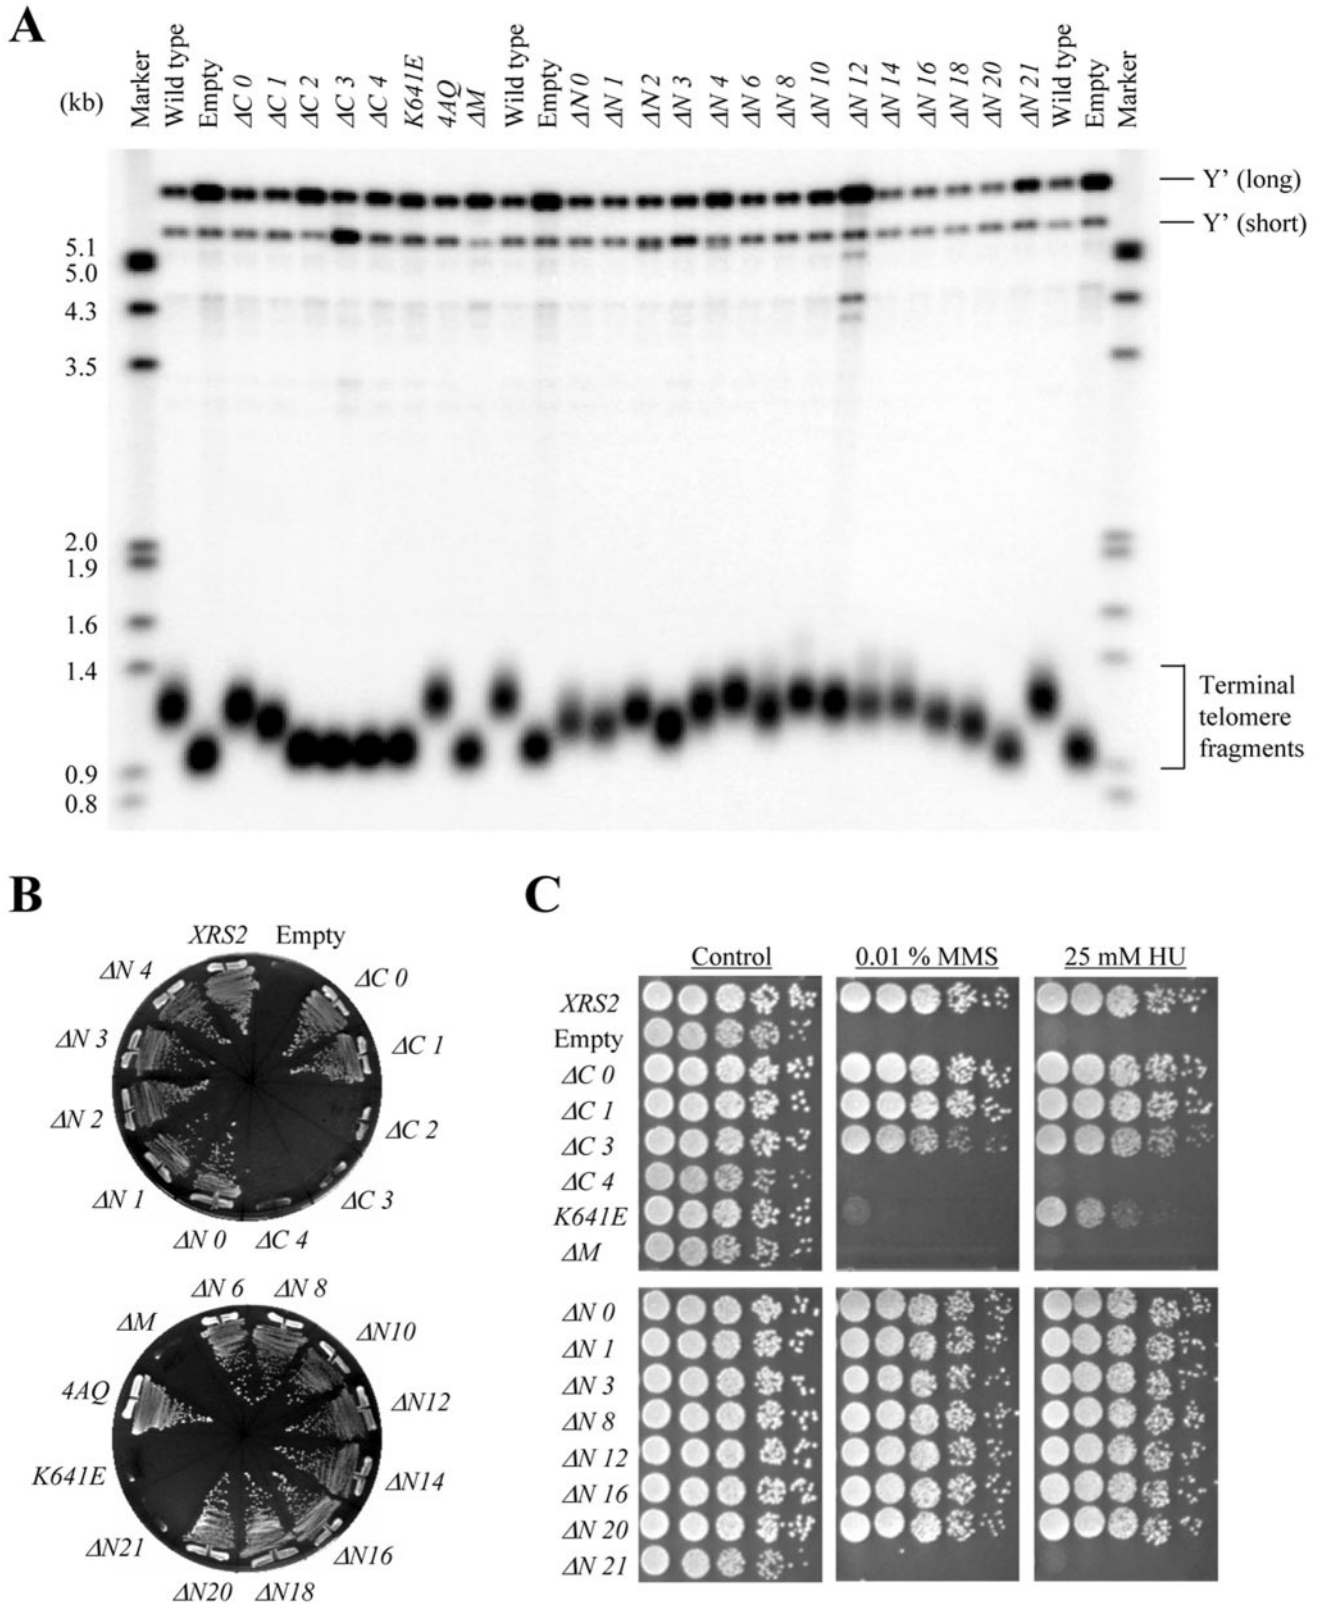 A
(kb)
Marker
Wild type
Empty
ΔC 0
ΔC 1
ΔC 2
ΔC 3
ΔC 4
K641E
4AQ
ΔM
Wild type
Empty
ΔN 0
ΔN 1
ΔN 2
ΔN 3
ΔN 4
ΔN 6
ΔN 8
ΔN 10
ΔN 12
ΔN 14
ΔN 16
ΔN 18
ΔN 20
ΔN 21
Wild type
Empty
Marker
Y' (long)
Y' (short)
5.1
5.0
4.3
3.5
2.0
1.9
1.6
1.4
0.9
0.8
Terminal
telomere
fragments
B
XRS2
Empty
ΔN 4
ΔC 0
ΔN 3
ΔC 1
ΔN 2
ΔC 2
ΔN 1
ΔC 3
ΔN 0
ΔC 4
ΔN 6
ΔN 8
ΔM
ΔN10
4AQ
ΔN12
K641E
ΔN14
ΔN21
ΔN16
ΔN20
ΔN18
C
Control
0.01 % MMS
25 mM HU
XRS2
Empty
ΔC 0
ΔC 1
ΔC 3
ΔC 4
K641E
ΔM
ΔN 0
ΔN 1
ΔN 3
ΔN 8
ΔN 12
ΔN 16
ΔN 20
ΔN 21